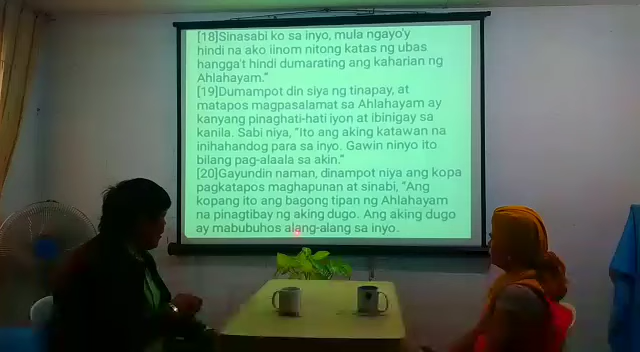 [18]Sinasabi ko sa inyo, mula ngayo'y
hindi na ako iinom nitong katas ng ubas
hangga't hindi dumarating ang kaharian ng
Ahlahayam."
[19]Dumampot din siya ng tinapay, at
matapos magpasalamat sa Ahlahayam ay
kanyang pinaghati-hati iyon at ibinigay sa
kanila. Sabi niya, "Ito ang aking katawan na
inihahandog para sa inyo. Gawin ninyo ito
bilang pag-alaala sa akin."
[20]Gayundin naman, dinampot niya ang kopa
pagkatapos maghapunan at sinabi, "Ang
kopang ito ang bagong tipan ng Ahlahayam
na pinagtibay ng aking dugo. Ang aking dugo
ay mabubuhos alang-alang sa inyo.